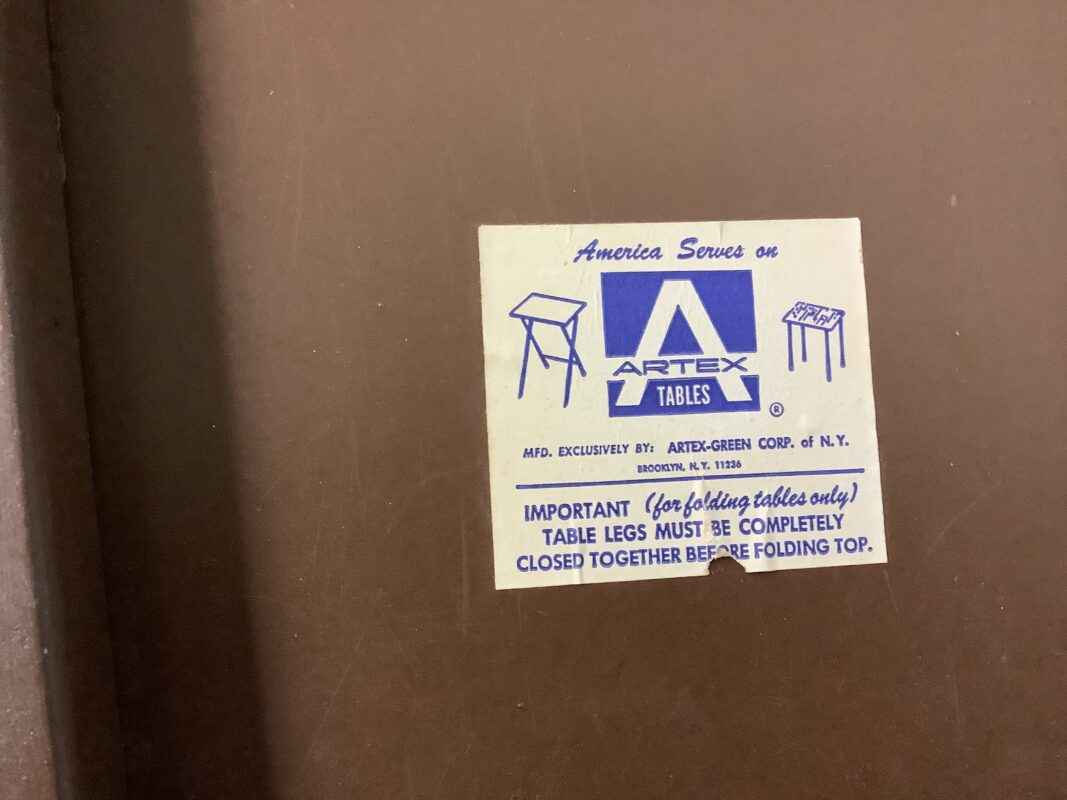 America Serves on
A
ARTEX
TABLES
®
MFD. EXCLUSIVELY BY: ARTEX-GREEN CORP. of N.Y.
BROOKLYN, N.Y. 11236
IMPORTANT (for folding tables only)
TABLE LEGS MUST BE COMPLETELY
CLOSED TOGETHER BEFORE FOLDING TOP.